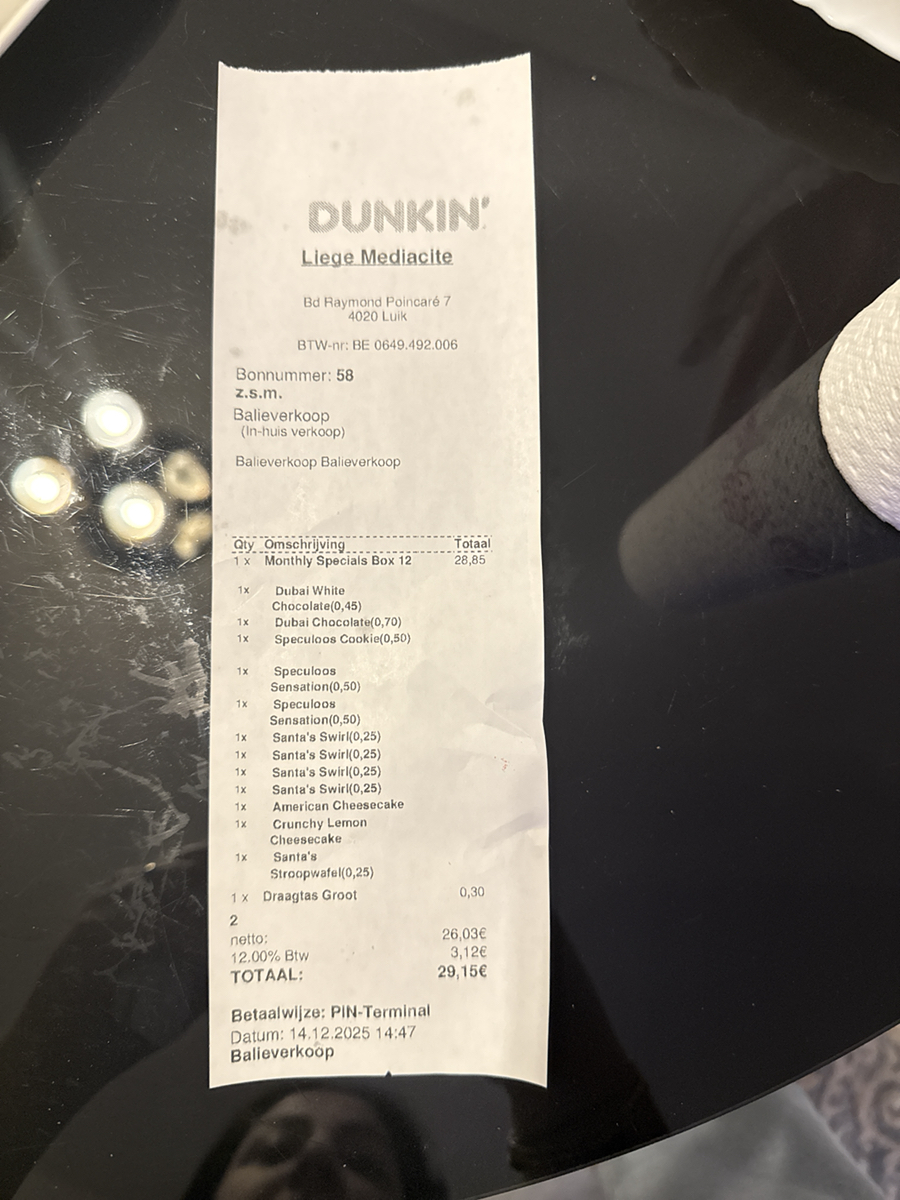 DUNKIN'
Liege Mediacite
Bd Raymond Poincaré 7
4020 Luik
BTW-nr: BE 0649.492.006
Bonnummer: 58
z.s.m.
Balieverkoop
(In-huis verkoop)
Balieverkoop Balieverkoop
Qty Omschrijving Totaal
1 x Monthly Specials Box 12 28,85
1x Dubai White
Chocolate(0,45)
1x Dubai Chocolate(0,70)
1x Speculoos Cookie(0,50)
1x Speculoos
Sensation(0,50)
1x Speculoos
Sensation(0,50)
1x Santa's Swirl(0,25)
1x Santa's Swirl(0,25)
1x Santa's Swirl(0,25)
1x Santa's Swirl(0,25)
1x American Cheesecake
1x Crunchy Lemon
Cheesecake
1x Santa's
Stroopwafel(0,25)
1 x Draagtas Groot 0,30
2
netto: 26,03€
12.00% Btw 3,12€
TOTAAL: 29,15€
Betaalwijze: PIN-Terminal
Datum: 14.12.2025 14:47
Balieverkoop